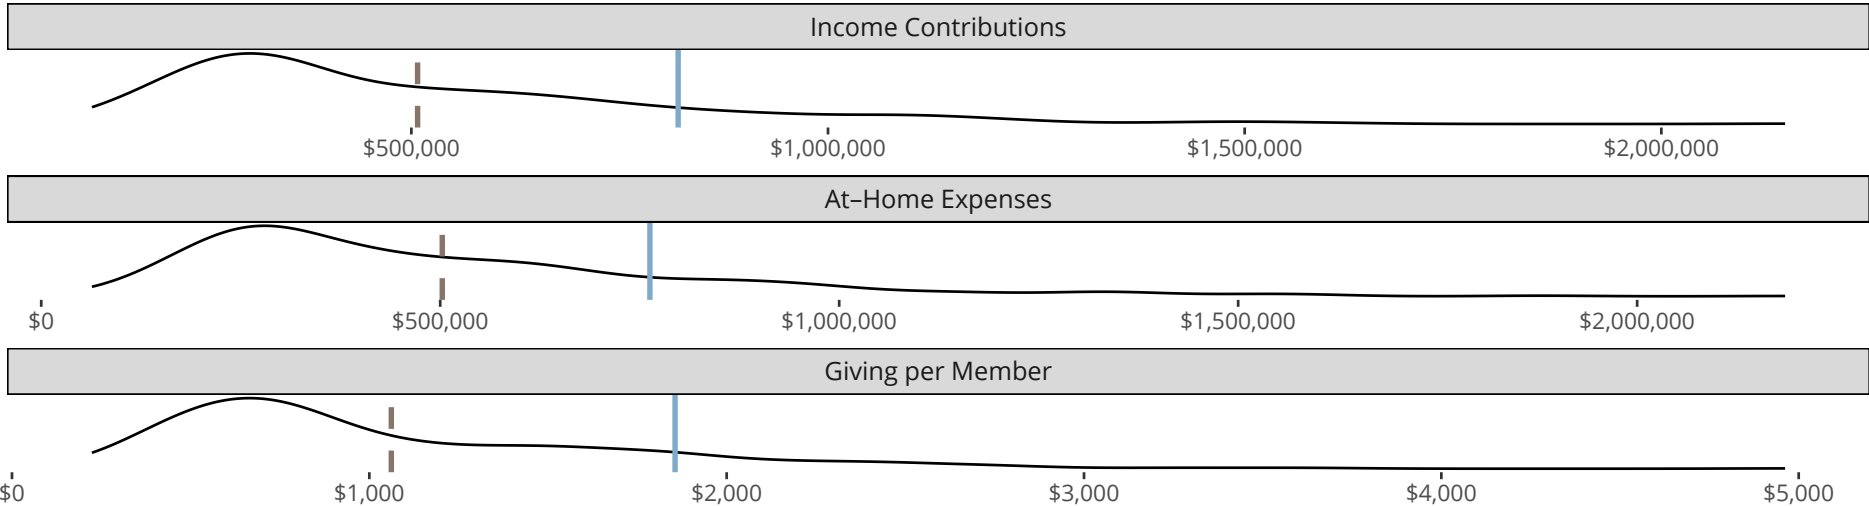 Income Contributions
$500,000 $1,000,000 $1,500,000 $2,000,000
At–Home Expenses
$0 $500,000 $1,000,000 $1,500,000 $2,000,000
Giving per Member
$0 $1,000 $2,000 $3,000 $4,000 $5,000